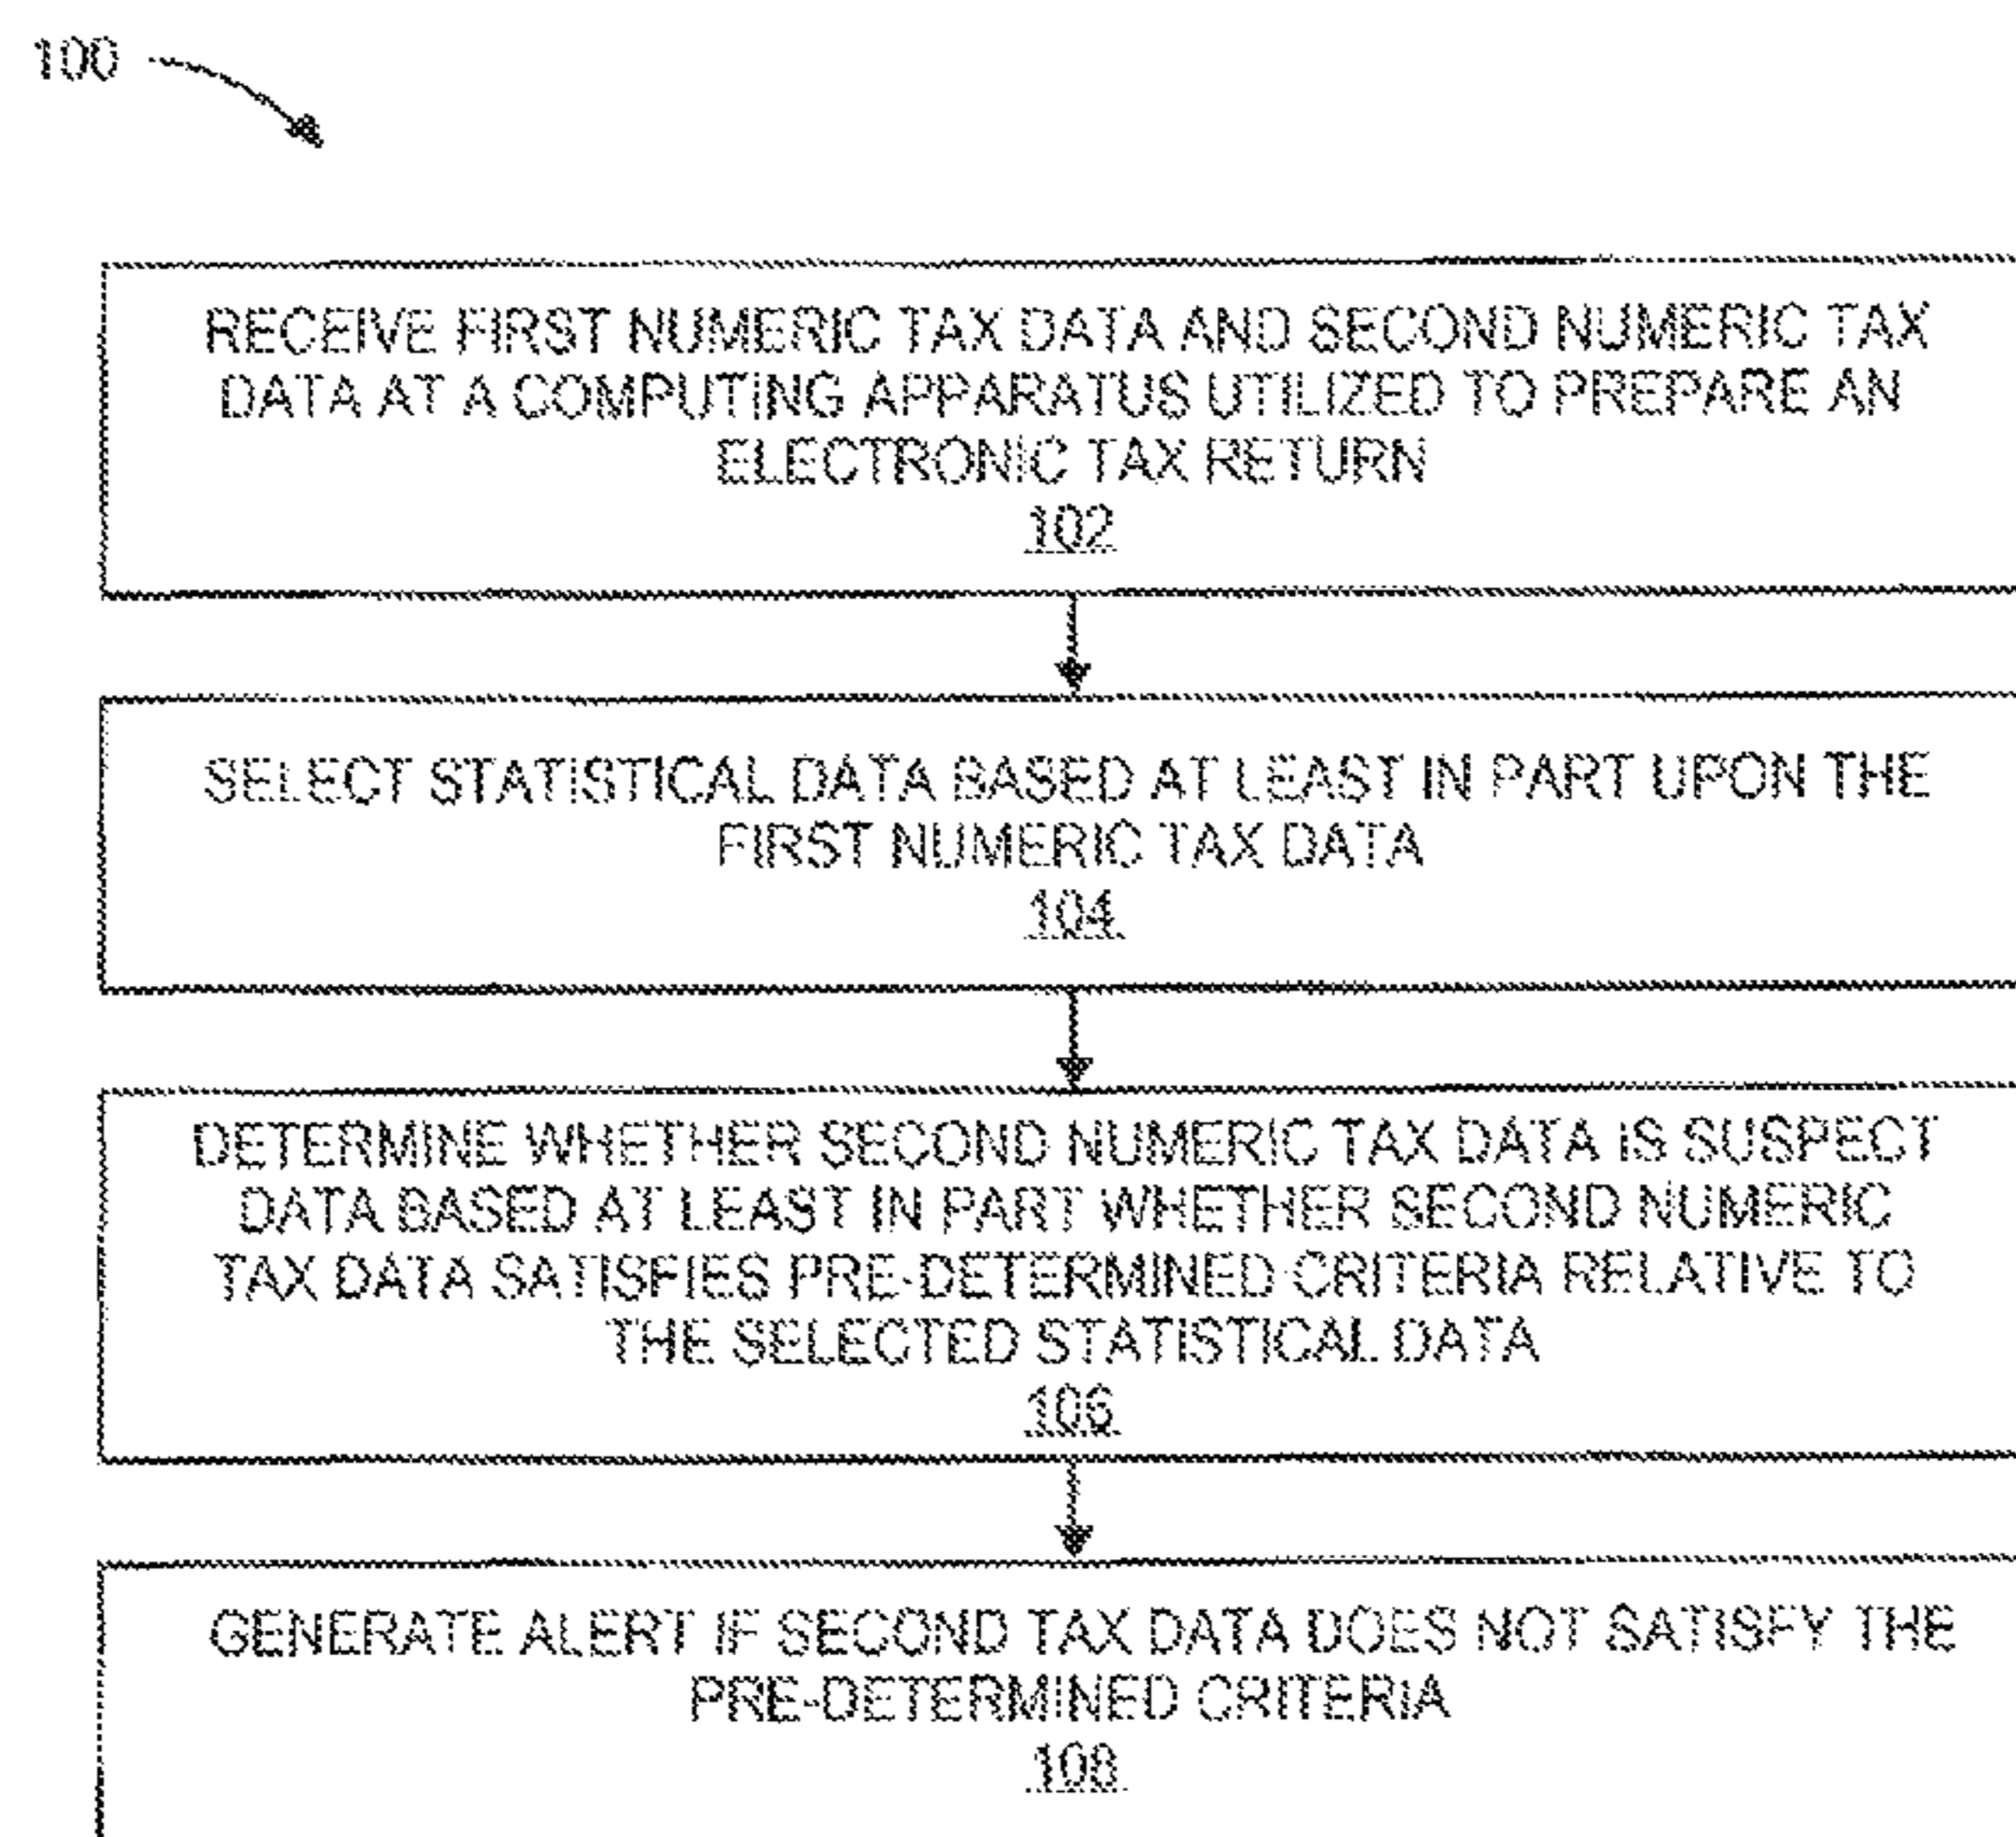 100
RECEIVE FIRST NUMERIC TAX DATA AND SECOND NUMERIC TAX
DATA AT A COMPUTING APPARATUS UTILIZED TO PREPARE AN
ELECTRONIC TAX RETURN
102
SELECT STATISTICAL DATA BASED AT LEAST IN PART UPON THE
FIRST NUMERIC TAX DATA
104
DETERMINE WHETHER SECOND NUMERIC TAX DATA IS SUSPECT
DATA BASED AT LEAST IN PART WHETHER SECOND NUMERIC
TAX DATA SATISFIES PRE-DETERMINED CRITERIA RELATIVE TO
THE SELECTED STATISTICAL DATA
106
GENERATE ALERT IF SECOND TAX DATA DOES NOT SATISFY THE
PRE-DETERMINED CRITERIA
108